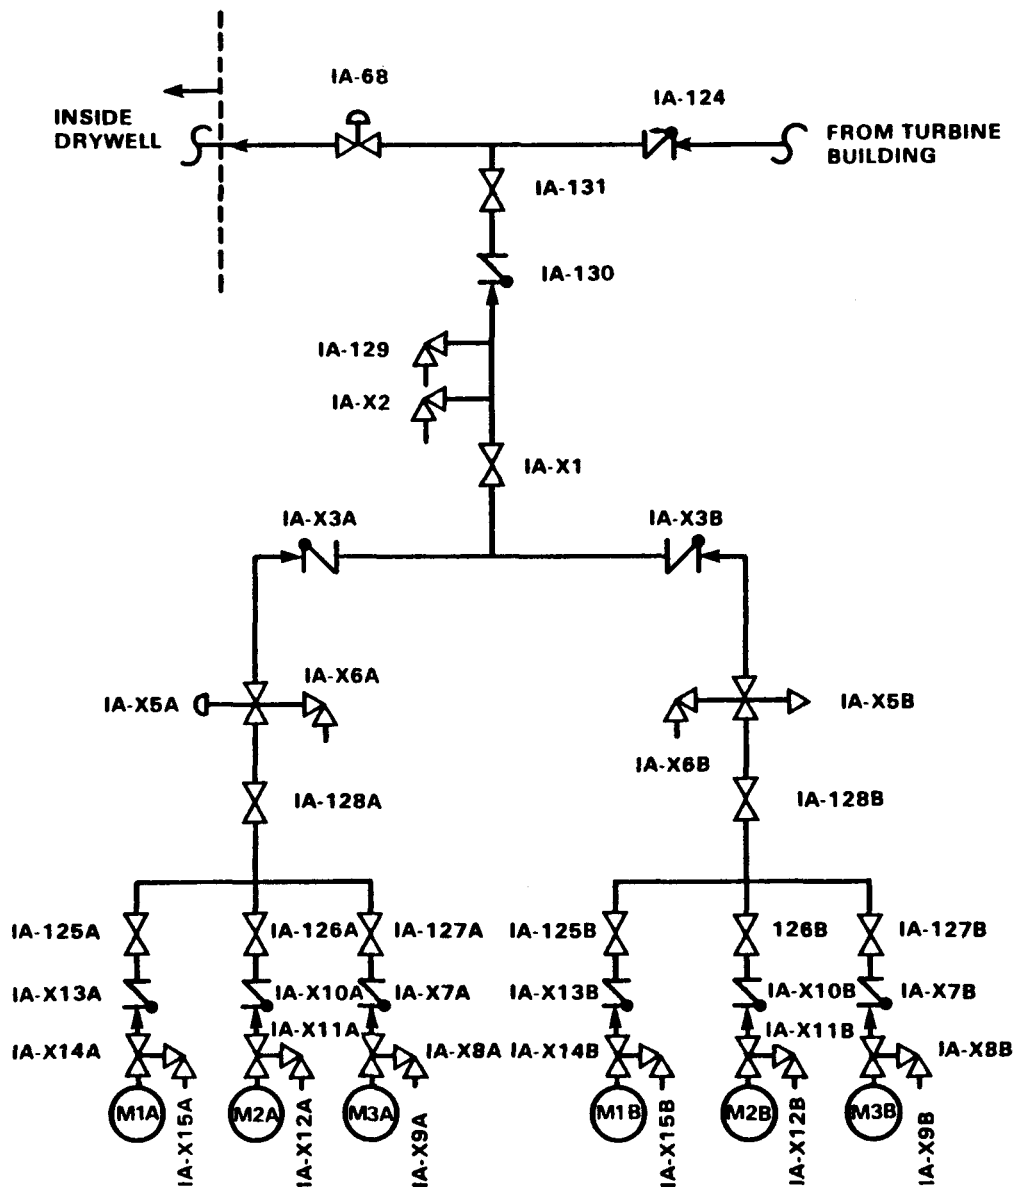 IA-68
IA-124
INSIDE
DRYWELL
FROM TURBINE
BUILDING
IA-131
IA-130
IA-129
IA-X2
IA-X1
IA-X3A
IA-X3B
IA-X6A
IA-X5A
IA-X5B
IA-X6B
IA-128A
IA-128B
IA-125A
IA-126A
IA-127A
IA-125B
126B
IA-127B
IA-X13A
IA-X10A
IA-X7A
IA-X13B
IA-X10B
IA-X7B
IA-X11A
IA-X11B
IA-X14A
IA-X8A
IA-X14B
IA-X8B
M1A
M2A
M3A
M1B
M2B
M3B
IA-X15A
IA-X12A
IA-X9A
IA-X15B
IA-X12B
IA-X9B